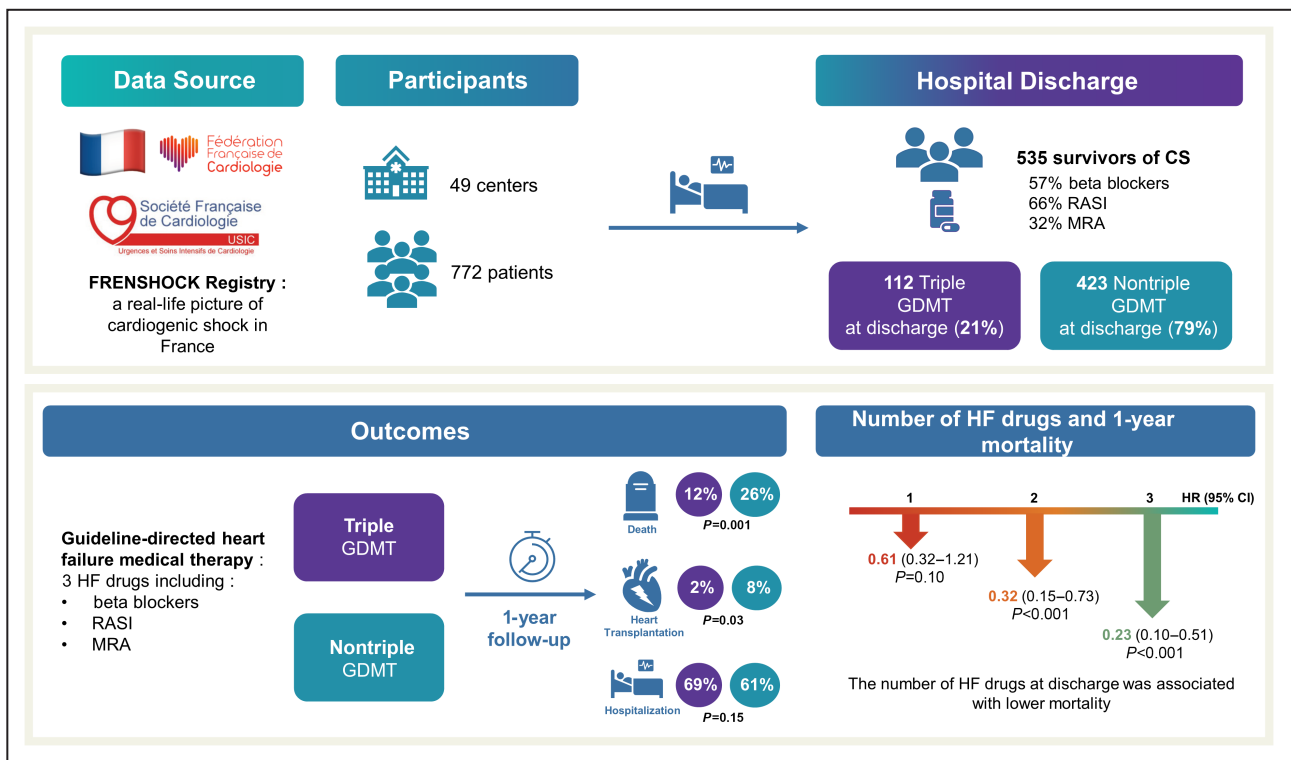 Data Source
Fédération
Française de
Cardiologie
Société Française
de Cardiologie
USIC
Urgences et Soins Intensifs de Cardiologie
FRENSHOCK Registry :
a real-life picture of
cardiogenic shock in
France
Participants
49 centers
772 patients
Hospital Discharge
535 survivors of CS
57% beta blockers
66% RASI
32% MRA
112 Triple
GDMT
at discharge (21%)
423 Nontriple
GDMT
at discharge (79%)
Outcomes
Guideline-directed heart
failure medical therapy :
3 HF drugs including :
• beta blockers
• RASI
• MRA
Triple
GDMT
Nontriple
GDMT
1-year
follow-up
Death
12% 26%
P=0.001
Heart
Transplantation
2% 8%
P=0.03
Hospitalization
69% 61%
P=0.15
Number of HF drugs and 1-year
mortality
1 2 3 HR (95% CI)
0.61 (0.32–1.21)
P=0.10
0.32 (0.15–0.73)
P<0.001
0.23 (0.10–0.51)
P<0.001
The number of HF drugs at discharge was associated
with lower mortality